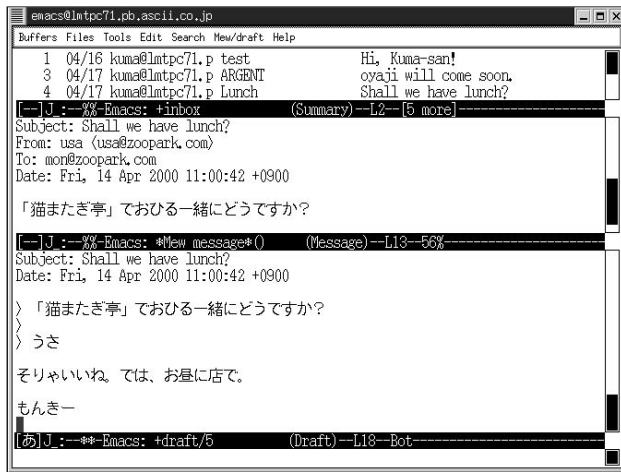 emacs@lmtpc71.pb.ascii.co.jp
Buffers Files Tools Edit Search Mew/draft Help
1 04/16 kuma@lmtpc71.p test Hi, Kuma-san!
3 04/17 kuma@lmtpc71.p ARGENT oyaji will come soon.
4 04/17 kuma@lmtpc71.p Lunch Shall we have lunch?
[--]J_:--%%-Emacs: +inbox (Summary)--L2--[5 more]--------------------
Subject: Shall we have lunch?
From: usa <usa@zoopark.com>
To: mon@zoopark.com
Date: Fri, 14 Apr 2000 11:00:42 +0900
「猫またぎ亭」でおひる一緒にどうですか?
[--]J_:--%%-Emacs: *Mew message*() (Message)--L13--56%----------------------
Subject: Shall we have lunch?
Date: Fri, 14 Apr 2000 11:00:42 +0900
> 「猫またぎ亭」でおひる一緒にどうですか?
>
> うさ
そりゃいいね。では、お昼に店で。
もんきー
[あ]J_:--**-Emacs: +draft/5 (Draft)--L18--Bot--------------------------